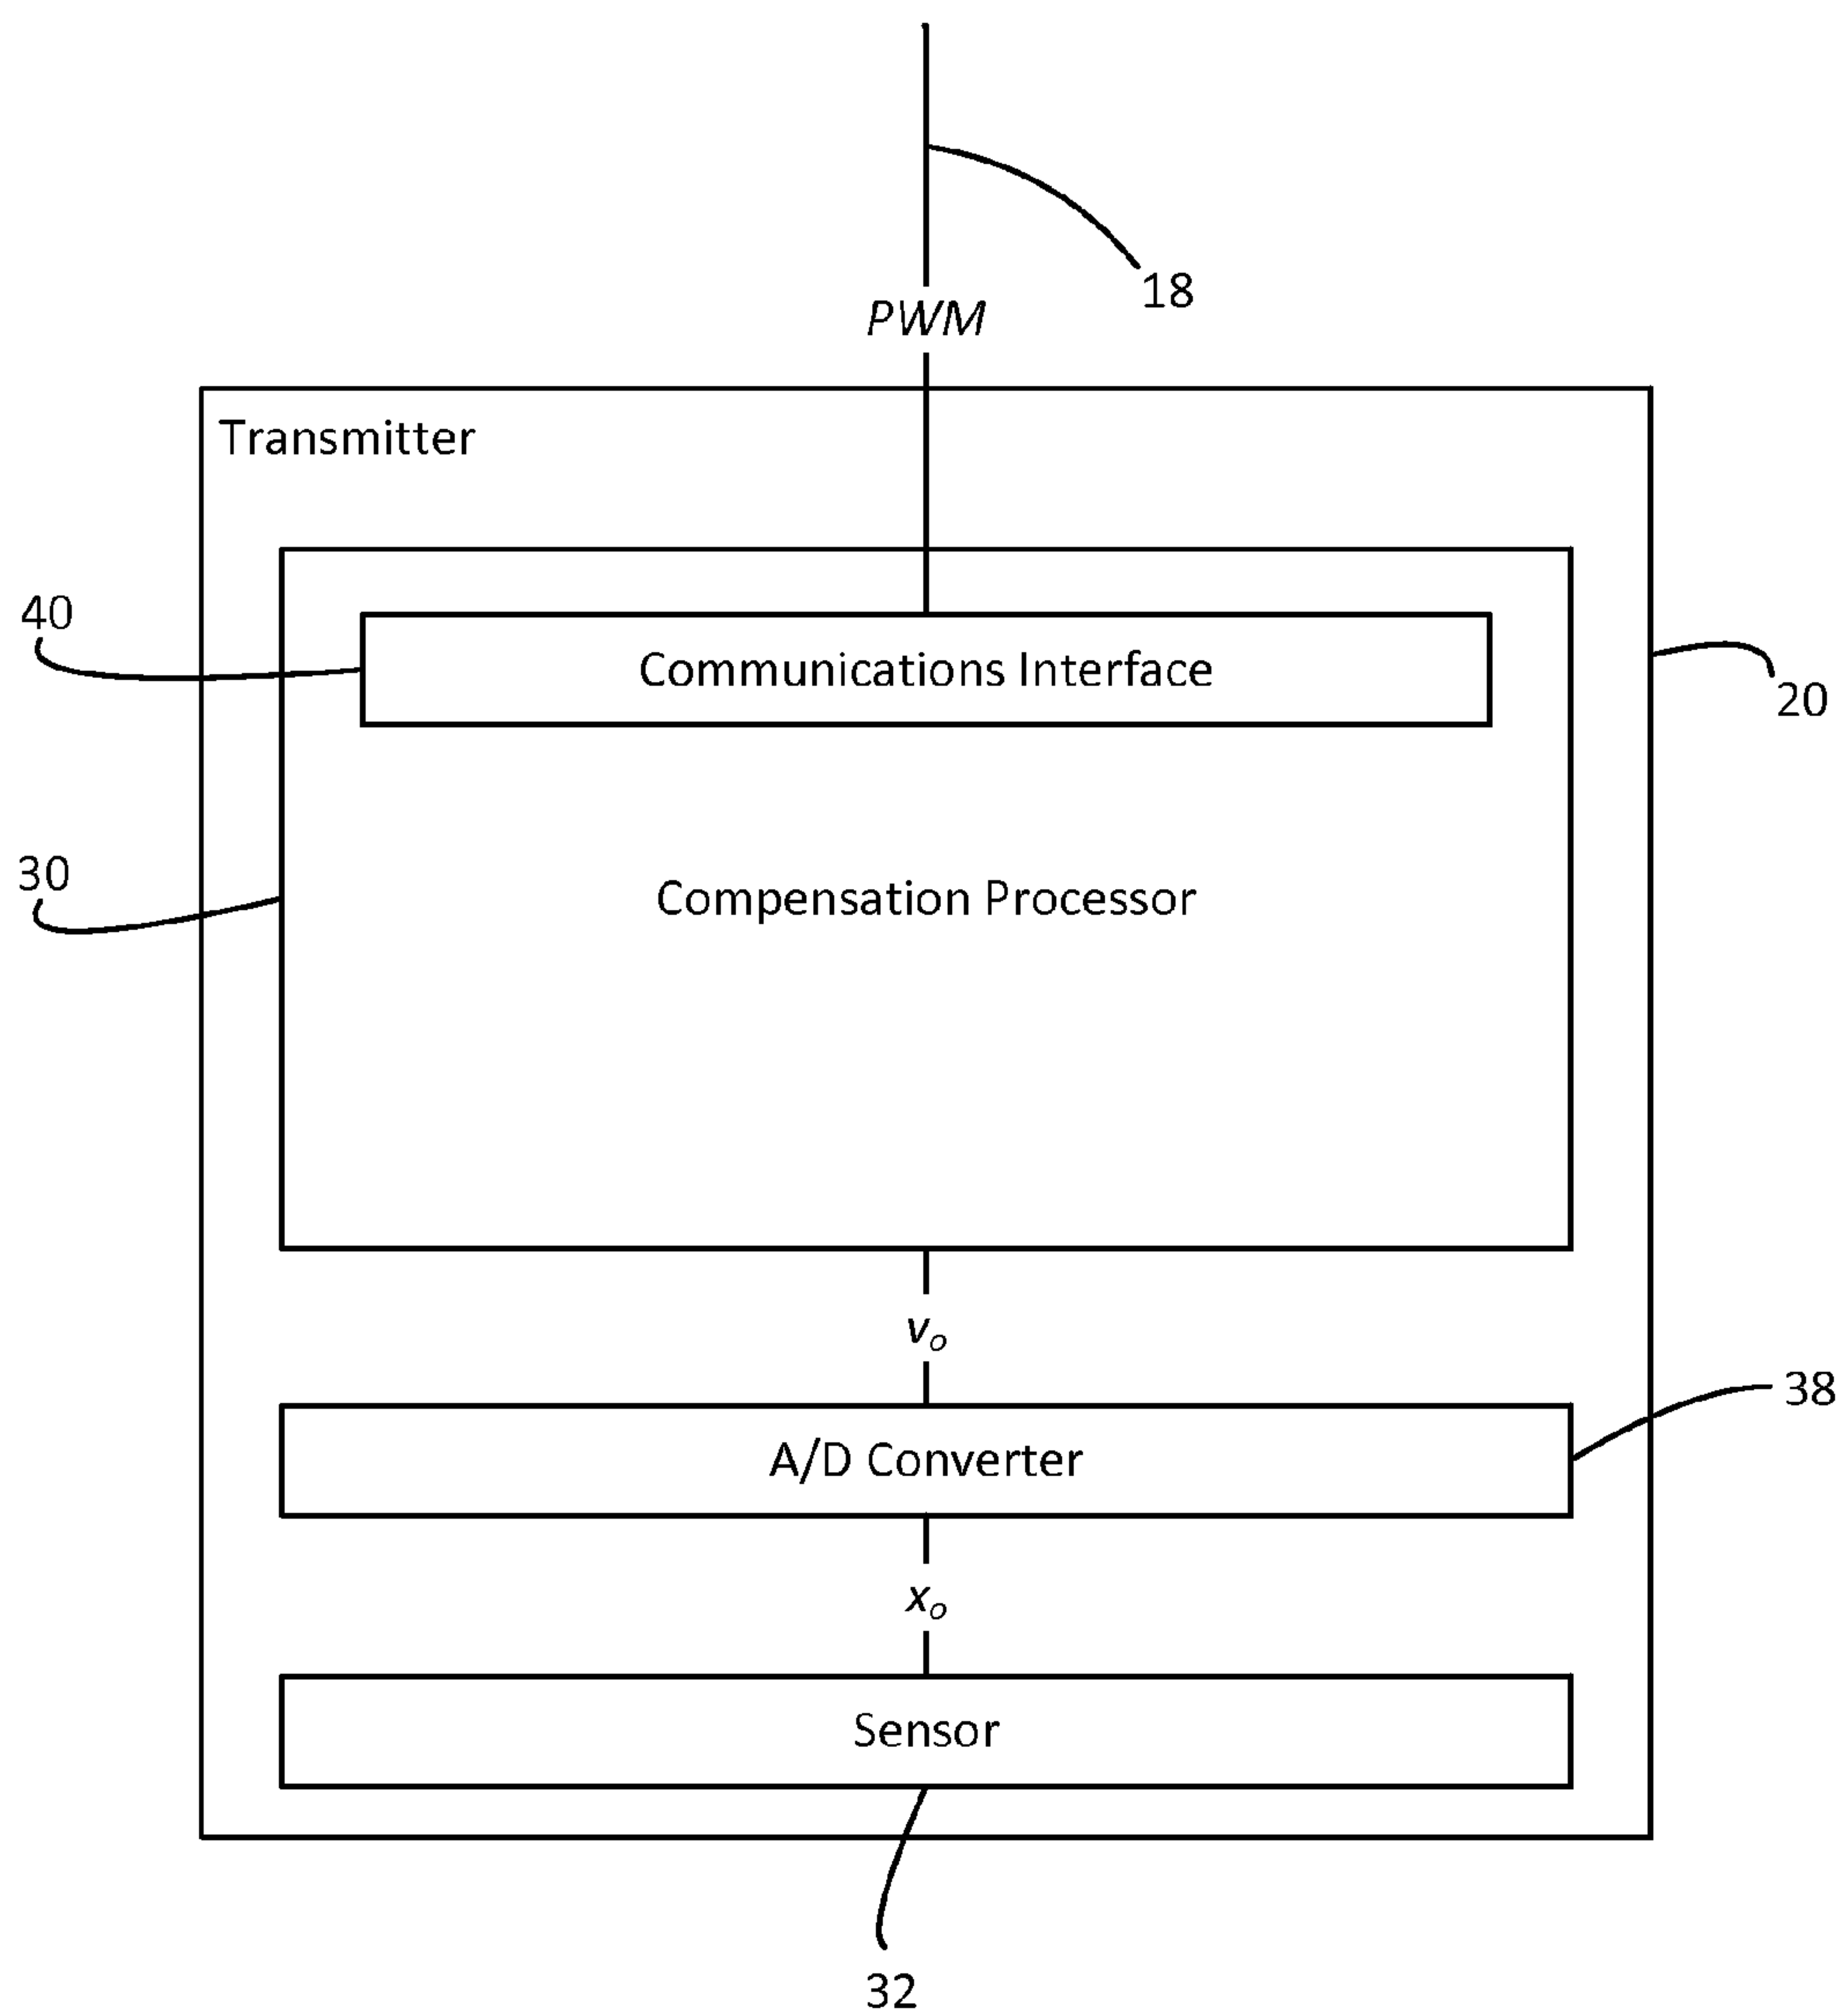 18
PWM
Transmitter
40
Communications Interface
20
30
Compensation Processor
vo
38
A/D Converter
xo
Sensor
32